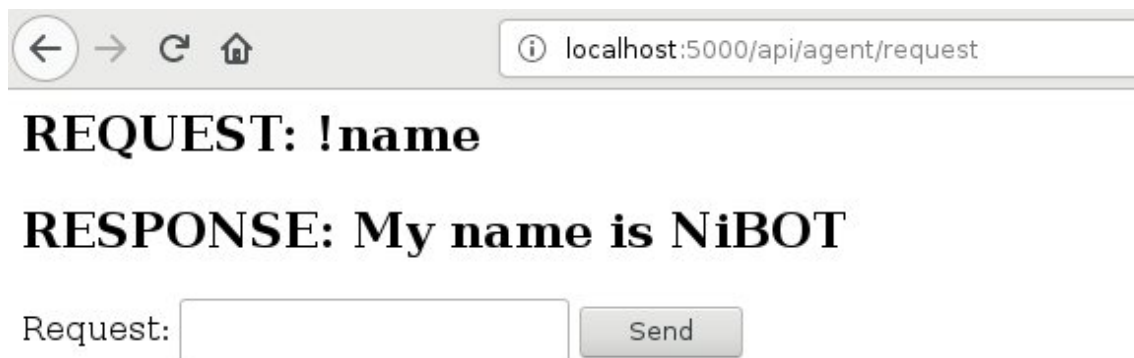 localhost:5000/api/agent/request
REQUEST: !name
RESPONSE: My name is NiBOT
Request: Send